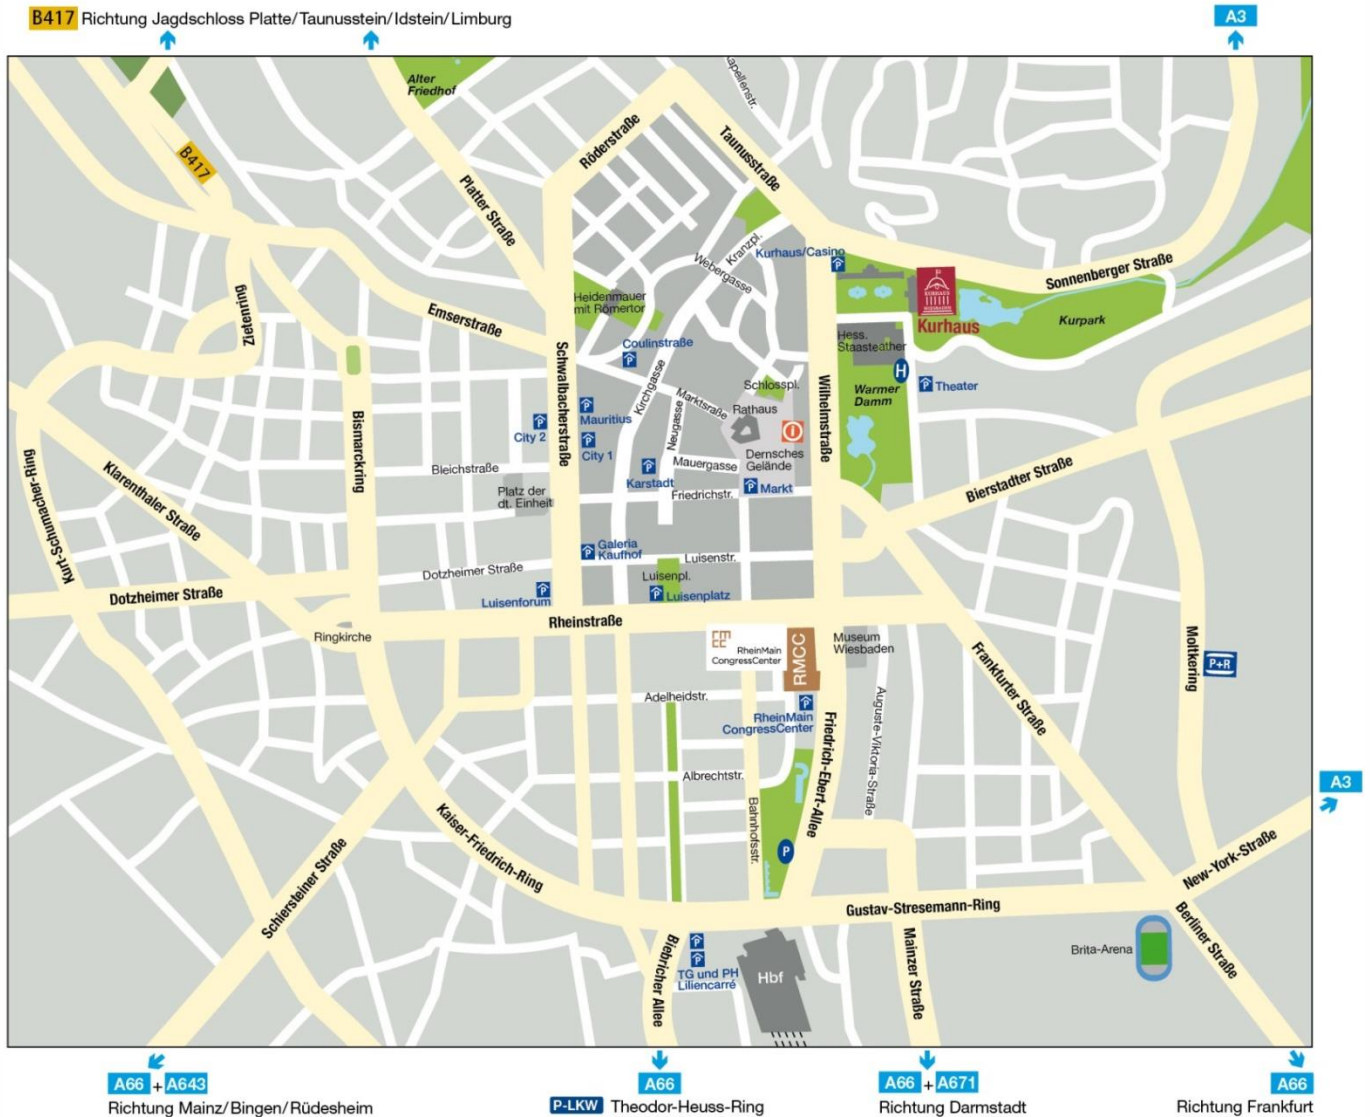 B417 Richtung Jagdschloss Platte/Taunusstein/Idstein/Limburg
A3
Alter
Friedhof
B417
Röderstraße
Taunusstraße
Platter Straße
Kranzpl.
Webergasse
Kurhaus/Casino
P
Sonnenberger Straße
Zietenring
Emserstraße
Heidenmauer
mit Römertor
KURHAUS
WIESBADEN
Kurhaus
Kurpark
Coulinstraße
P
Hess.
Staasteather
H
P Theater
Warmer
Damm
Schwalbacherstraße
Kirchgasse
Marktsraße
Neugasse
Schlosspl.
Rathaus
i
Wilhelmstraße
Dernsches
Gelände
P
Mauritius
P
City 2
P
City 1
P
Karstadt
Mauergasse
P Markt
Friedrichstr.
Bismarckring
Bleichstraße
Platz der
dt. Einheit
Bierstadter Straße
Kurt-Schumacher-Ring
Klarenthaler Straße
Dotzheimer Straße
Dotzheimer Straße
P Galeria
Kaufhof
Luisenstr.
Luisenpl.
P Luisenplatz
P
Luisenforum
Rheinstraße
Ringkirche
RheinMain
CongressCenter
RMCC
Museum
Wiesbaden
Moltkering
P+R
Frankfurter Straße
Adelheidstr.
P
RheinMain
CongressCenter
Friedrich-Ebert-Allee
Auguste-Viktoria-Straße
Albrechtstr.
Bahnhofsstr.
P
A3
Kaiser-Friedrich-Ring
Schiersteiner Straße
Gustav-Stresemann-Ring
New-York-Straße
Berliner Straße
Brita-Arena
Mainzer Straße
Biebricher Allee
P
P
TG und PH
Liliencarré
Hbf
A66 + A643
Richtung Mainz/Bingen/Rüdesheim
A66
P-LKW Theodor-Heuss-Ring
A66 + A671
Richtung Darmstadt
A66
Richtung Frankfurt